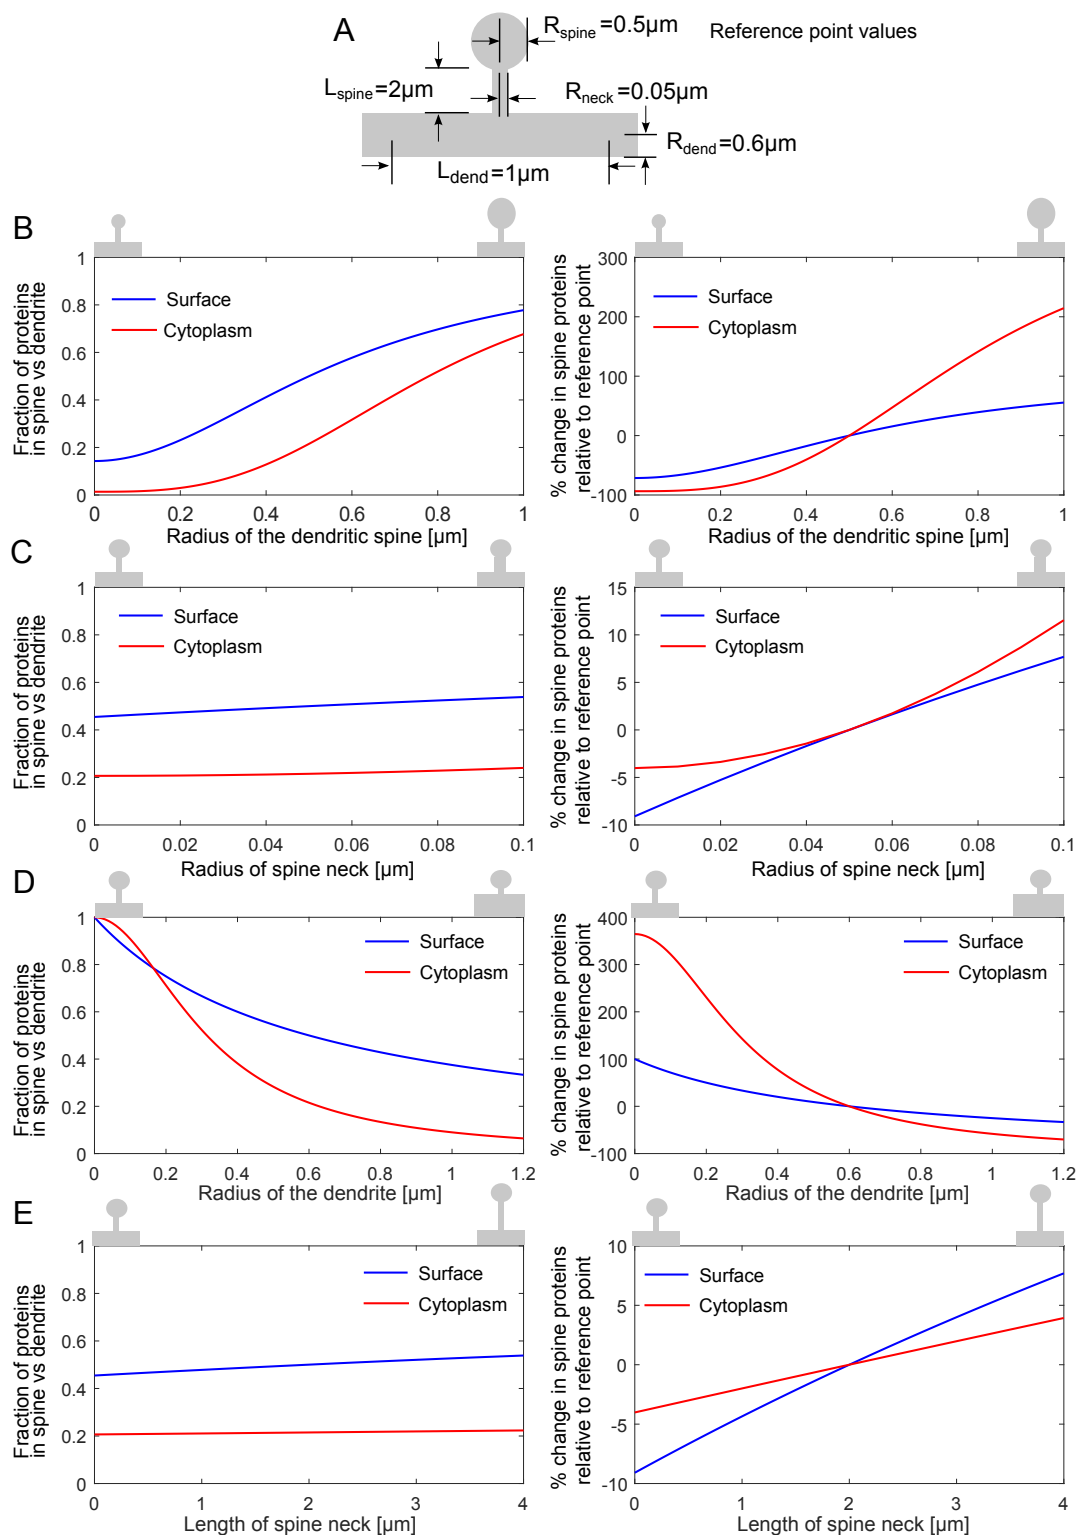 A
Rspine=0.5μm
Reference point values
Lspine=2μm
Rneck=0.05μm
Rdend=0.6μm
Ldend=1μm
B
Fraction of proteins
in spine vs dendrite
1
0.8
0.6
0.4
0.2
0
Surface
Cytoplasm
0 0.2 0.4 0.6 0.8 1
Radius of the dendritic spine [μm]
% change in spine proteins
relative to reference point
300
200
100
0
-100
Surface
Cytoplasm
0 0.2 0.4 0.6 0.8 1
Radius of the dendritic spine [μm]
C
Fraction of proteins
in spine vs dendrite
1
0.8
0.6
0.4
0.2
0
Surface
Cytoplasm
0 0.02 0.04 0.06 0.08 0.1
Radius of spine neck [μm]
% change in spine proteins
relative to reference point
15
10
5
0
-5
-10
Surface
Cytoplasm
0 0.02 0.04 0.06 0.08 0.1
Radius of spine neck [μm]
D
Fraction of proteins
in spine vs dendrite
1
0.8
0.6
0.4
0.2
0
Surface
Cytoplasm
0 0.2 0.4 0.6 0.8 1 1.2
Radius of the dendrite [μm]
% change in spine proteins
relative to reference point
400
300
200
100
0
-100
Surface
Cytoplasm
0 0.2 0.4 0.6 0.8 1 1.2
Radius of the dendrite [μm]
E
Fraction of proteins
in spine vs dendrite
1
0.8
0.6
0.4
0.2
0
Surface
Cytoplasm
0 1 2 3 4
Length of spine neck [μm]
% change in spine proteins
relative to reference point
10
5
0
-5
-10
Surface
Cytoplasm
0 1 2 3 4
Length of spine neck [μm]